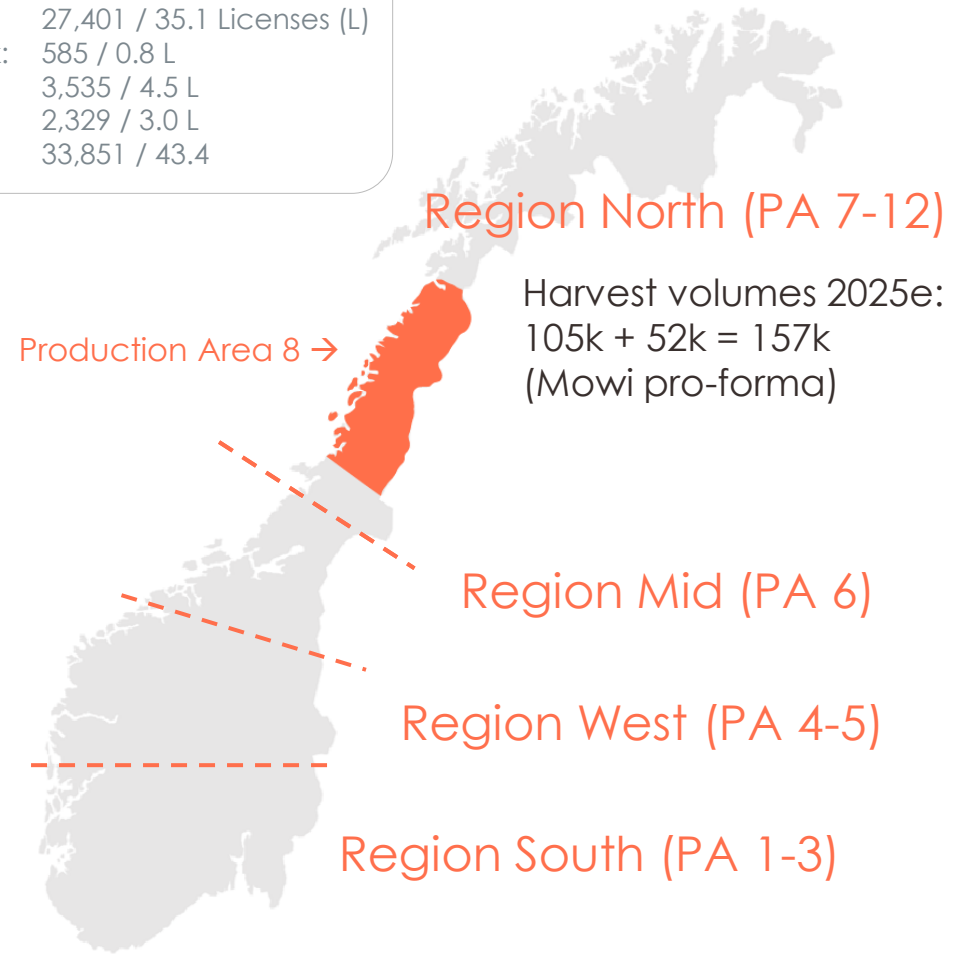 27,401 / 35.1 Licenses (L)
: 585 / 0.8 L
3,535 / 4.5 L
2,329 / 3.0 L
33,851 / 43.4
Region North (PA 7-12)
Harvest volumes 2025e:
105k + 52k = 157k
(Mowi pro-forma)
Production Area 8 →
Region Mid (PA 6)
Region West (PA 4-5)
Region South (PA 1-3)